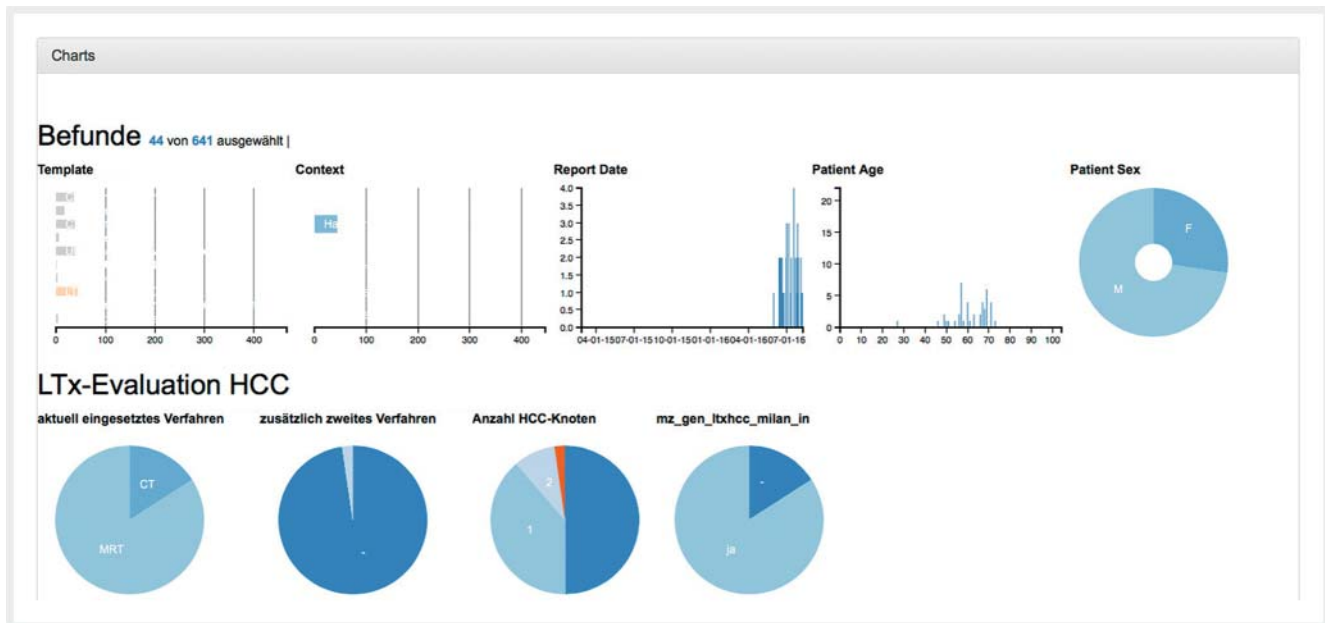 Charts
Befunde 44 von 641 ausgewählt |
Template
0 100 200 300 400
Context
Ha
0 100 200 300 400
Report Date
4.0
3.5
3.0
2.5
2.0
1.5
1.0
0.5
0.0
04-01-15 07-01-15 10-01-15 01-01-16 04-01-16 07-01-16
Patient Age
20
15
10
5
0
0 10 20 30 40 50 60 70 80 90 100
Patient Sex
F
M
LTx-Evaluation HCC
aktuell eingesetztes Verfahren
CT
MRT
zusätzlich zweites Verfahren
-
Anzahl HCC-Knoten
2
1
mz_gen_ltxhcc_milan_in
-
ja